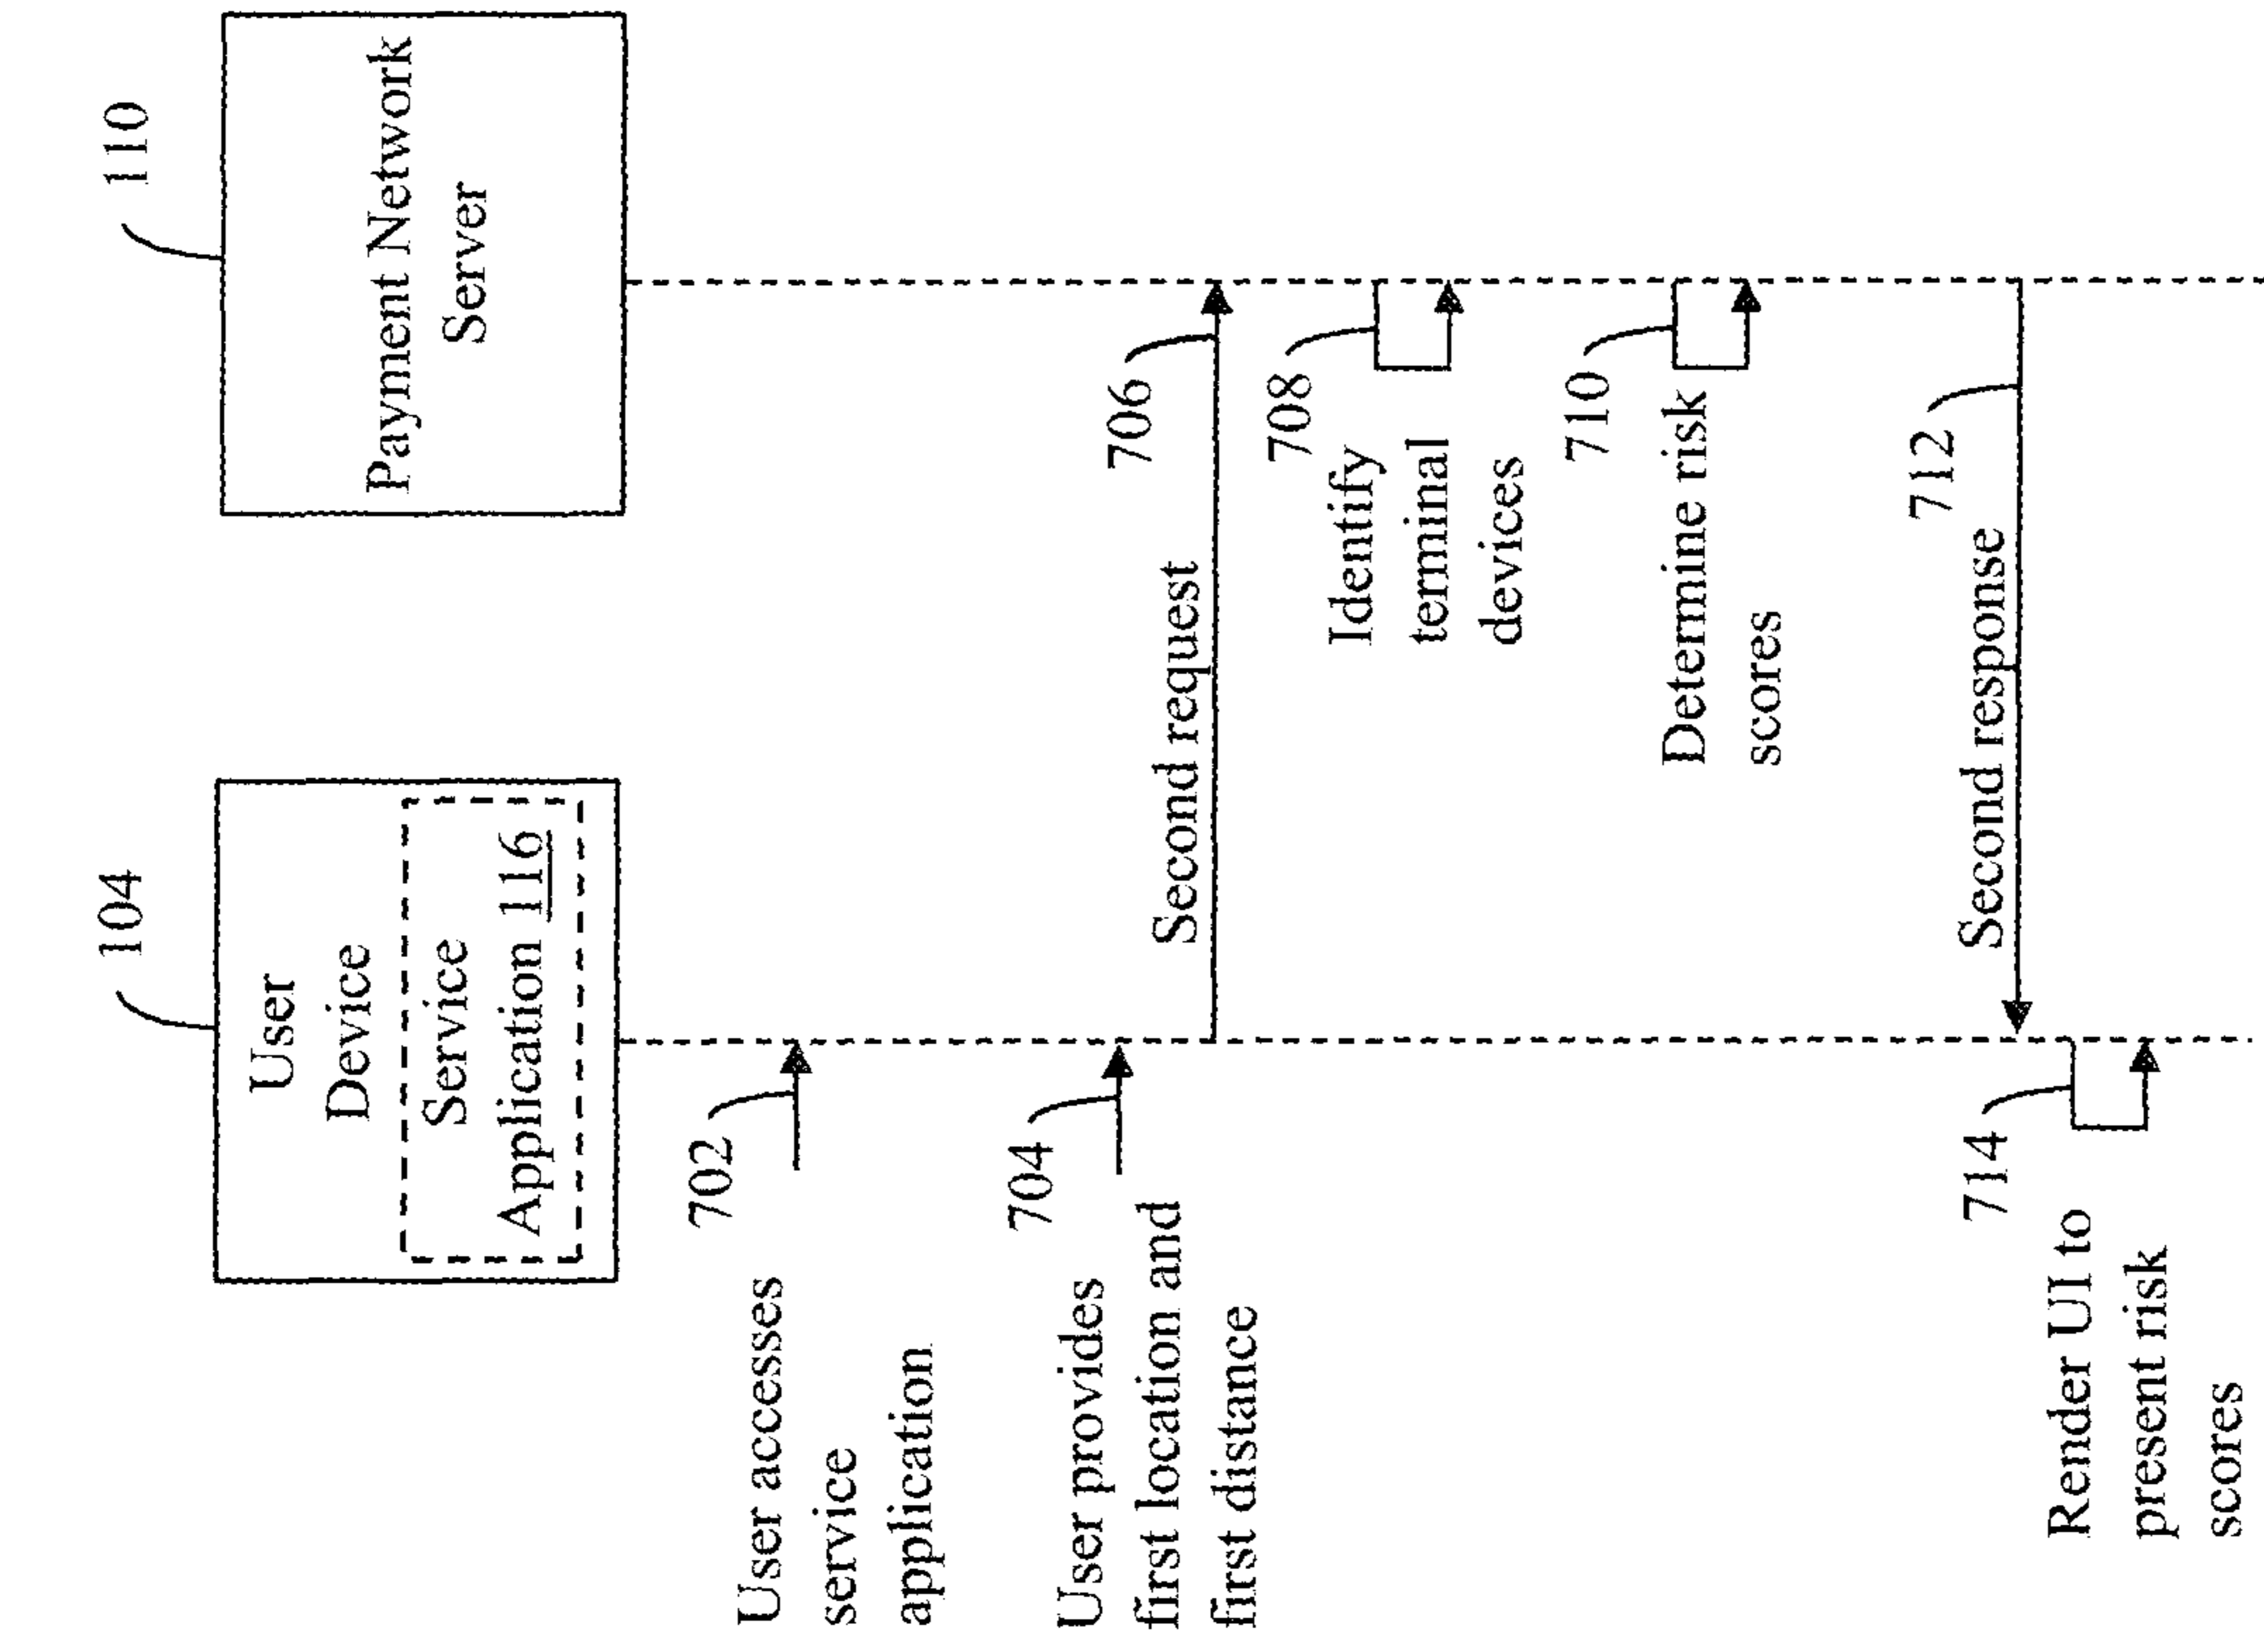 104
User
Device
Service
Application 116
110
Payment Network
Server
702
User accesses
service
application
704
User provides
first location and
first distance
706
Second request
708
Identify
terminal
devices
710
Determine risk
scores
712
Second response
714
Render UI to
present risk
scores